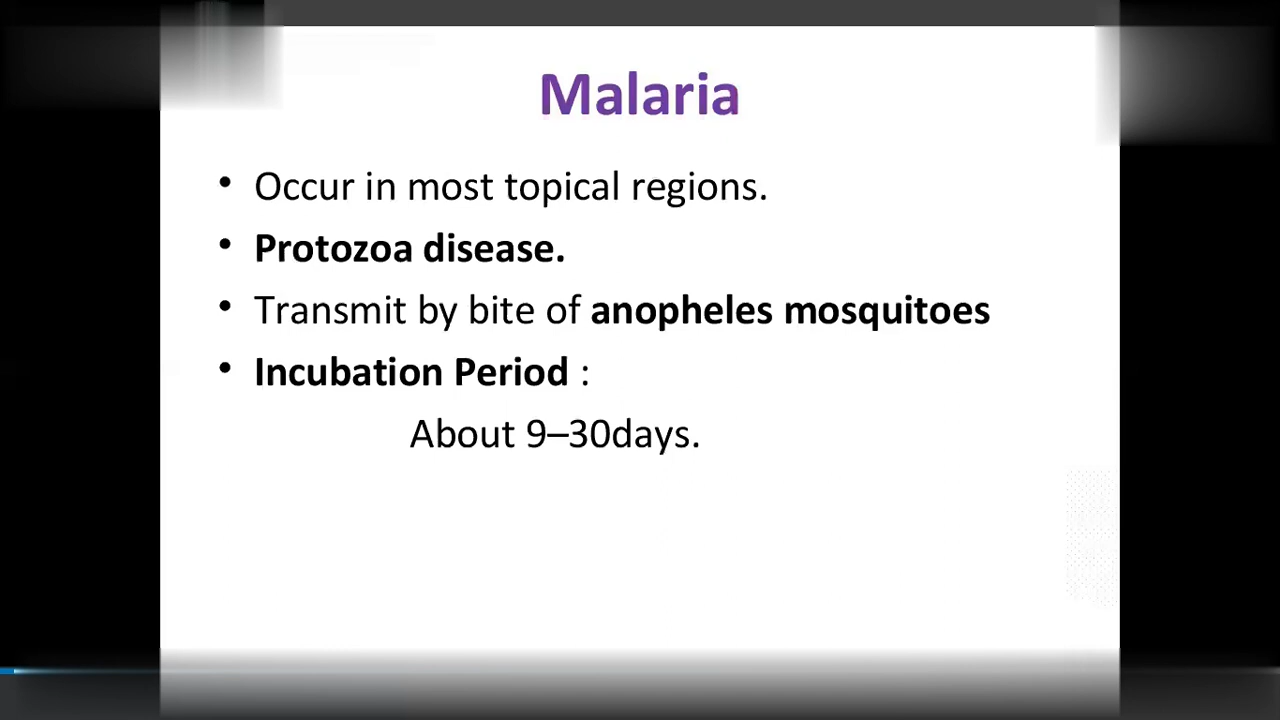 Malaria
• Occur in most topical regions.
• Protozoa disease.
• Transmit by bite of anopheles mosquitoes
• Incubation Period :
About 9–30days.